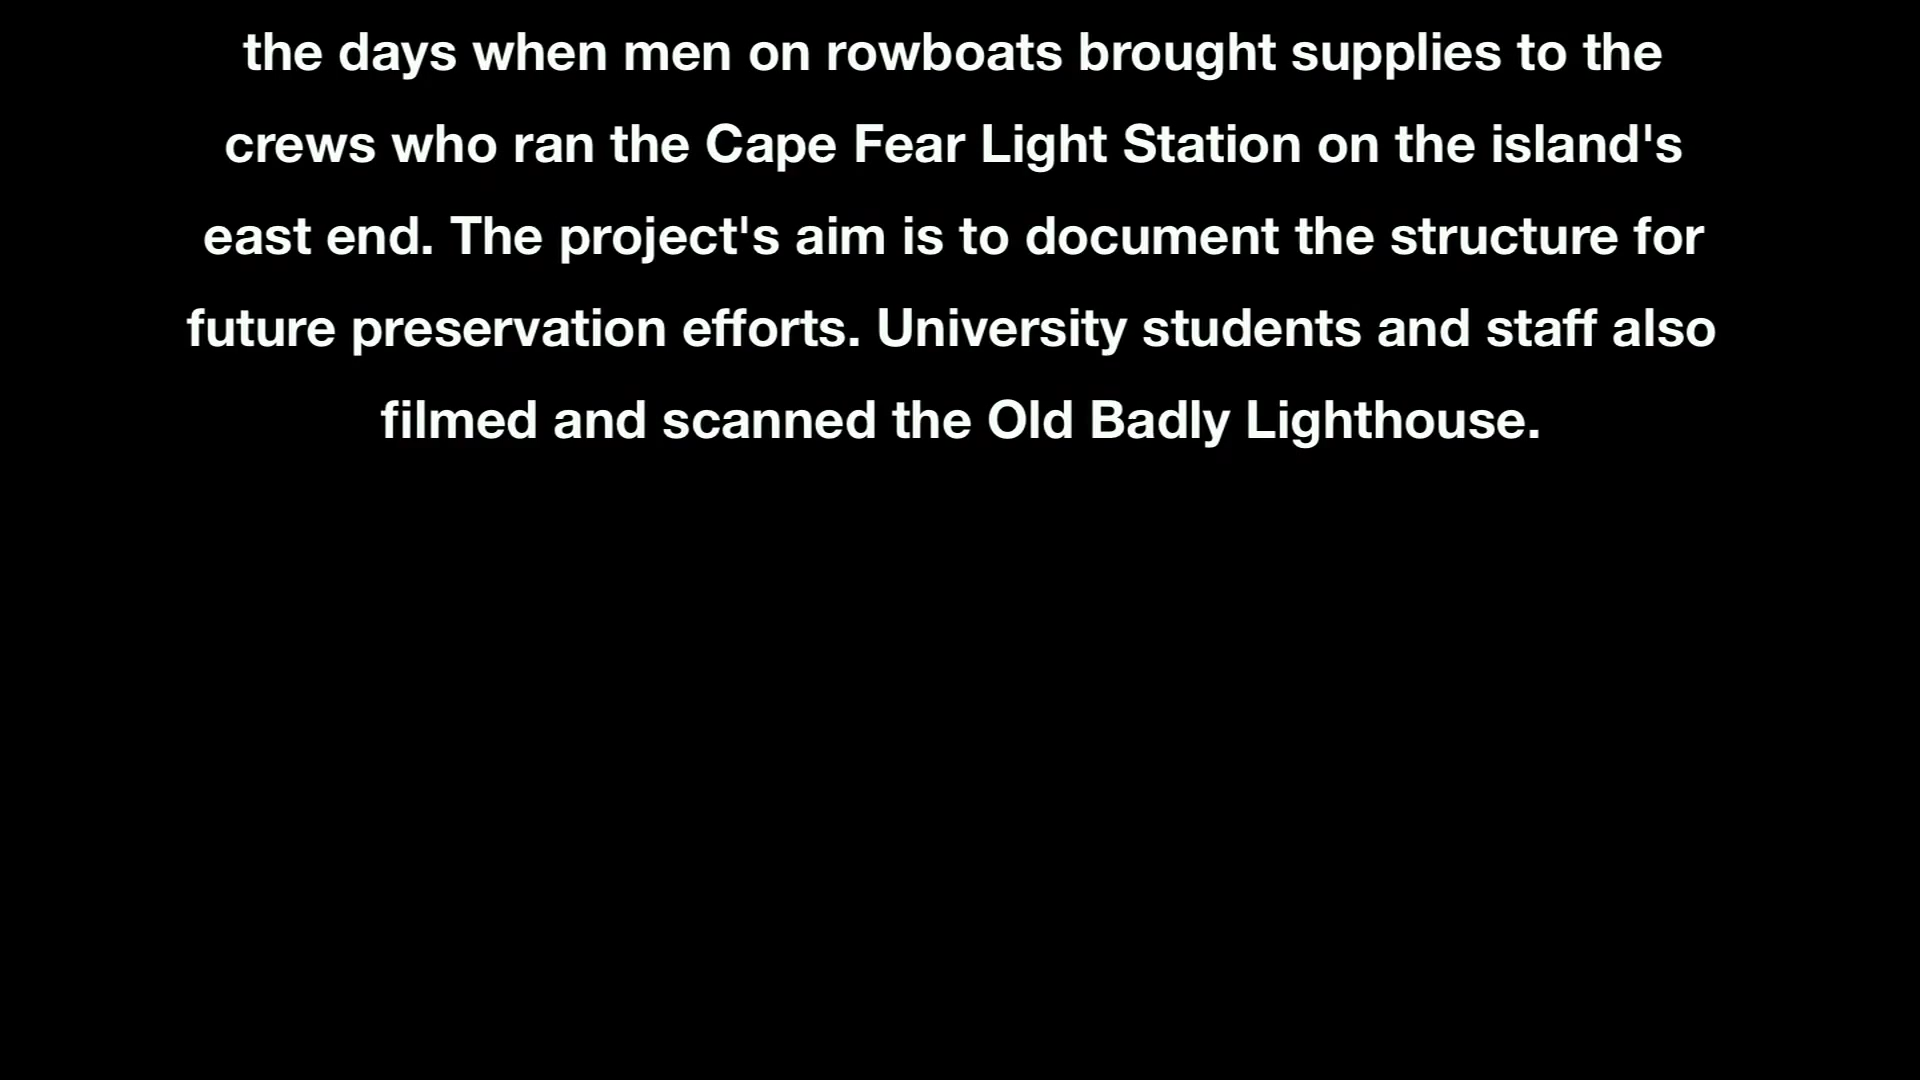 the days when men on rowboats brought supplies to the
crews who ran the Cape Fear Light Station on the island's
east end. The project's aim is to document the structure for
future preservation efforts. University students and staff also
filmed and scanned the Old Badly Lighthouse.